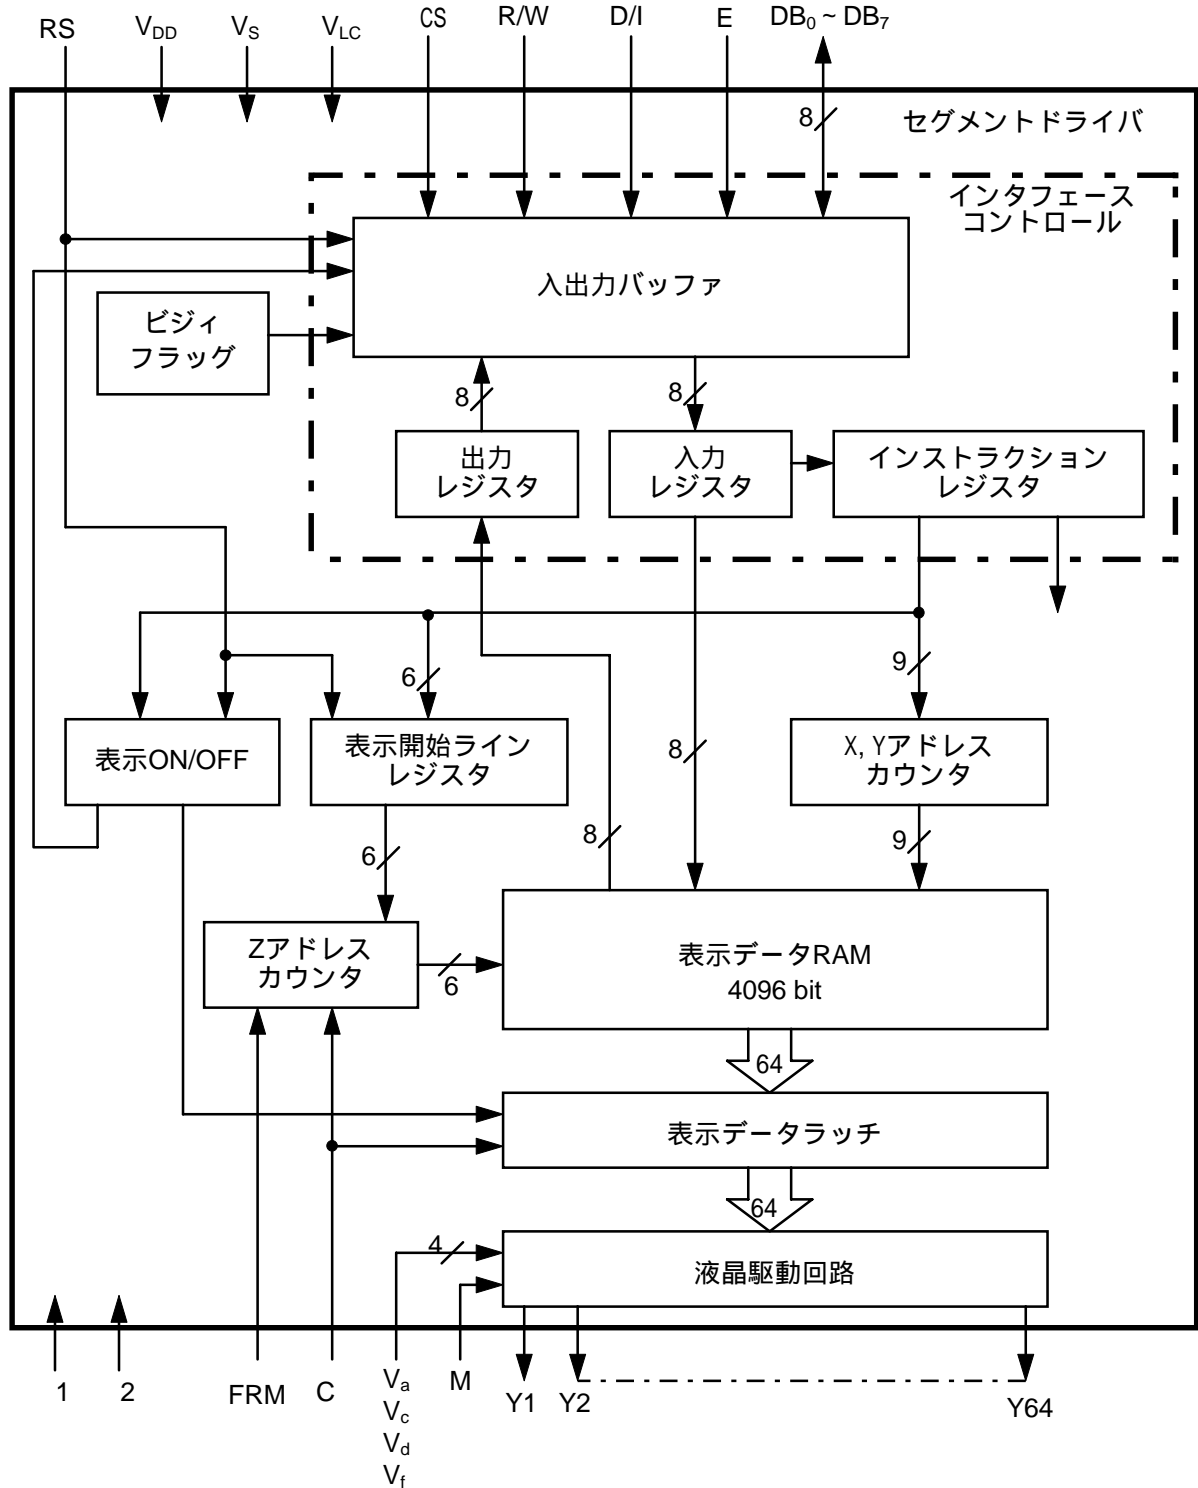 RS
V_DD
V_S
V_LC
CS
R/W
D/I
E
DB₀ ~ DB₇
8
セグメントドライバ
インタフェース
コントロール
入出力バッファ
ビジィ
フラッグ
8
8
出力
レジスタ
入力
レジスタ
インストラクション
レジスタ
6
9
表示ON/OFF
表示開始ライン
レジスタ
8
X, Yアドレス
カウンタ
6
8
9
Zアドレス
カウンタ
6
表示データRAM
4096 bit
64
表示データラッチ
64
4
液晶駆動回路
1
2
FRM
C
Va
Vc
Vd
Vf
M
Y1
Y2
Y64